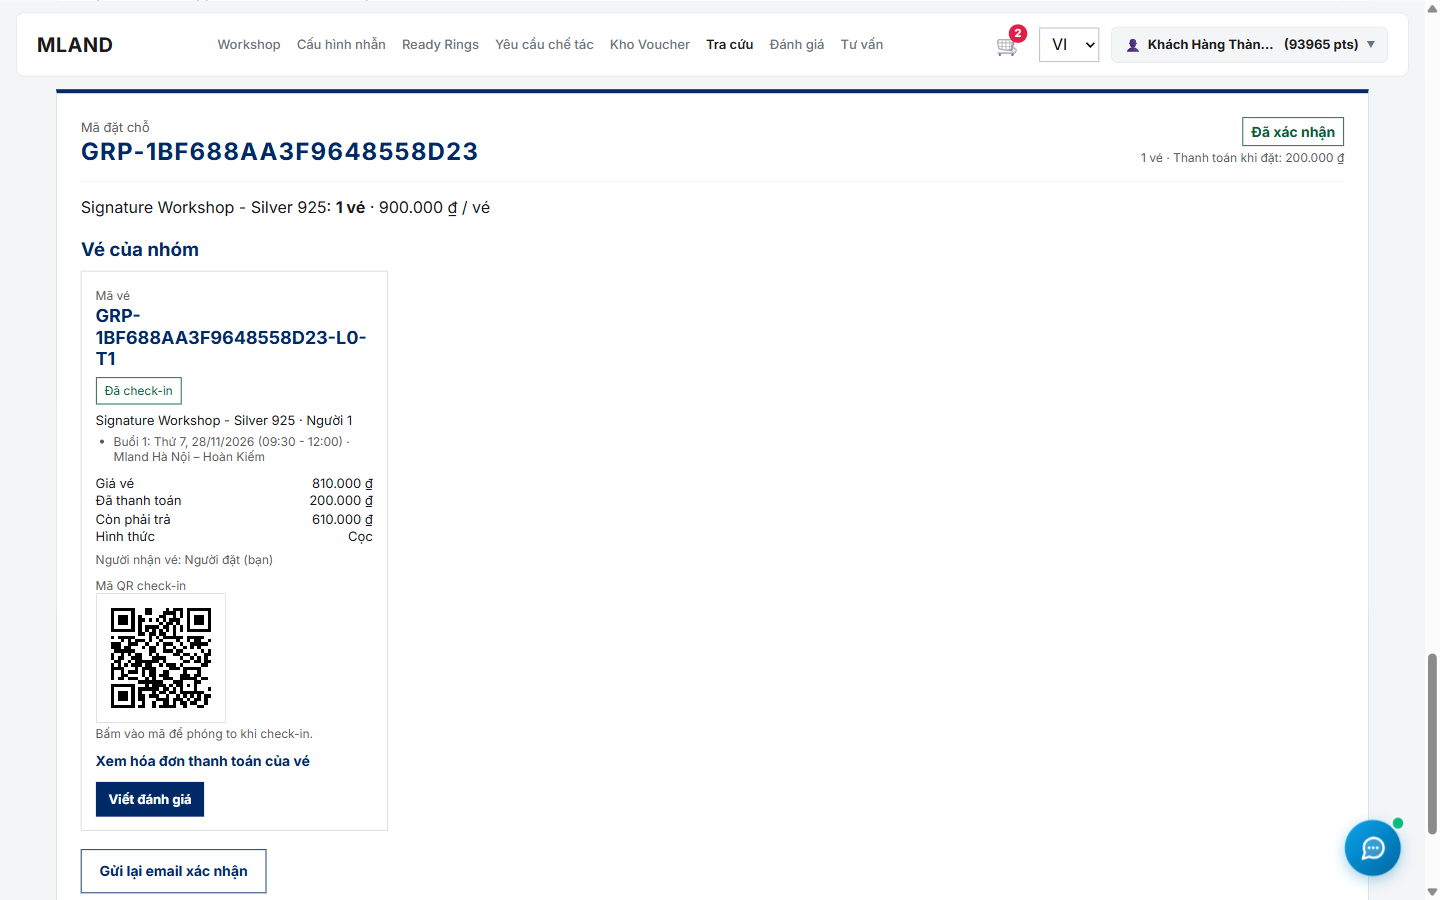 MLAND
Workshop
Cấu hình nhẫn
Ready Rings
Yêu cầu chế tác
Kho Voucher
Tra cứu
Đánh giá
Tư vấn
2
VI
Khách Hàng Thàn... (93965 pts)
Mã đặt chỗ
GRP-1BF688AA3F9648558D23
Đã xác nhận
1 vé · Thanh toán khi đặt: 200.000 ₫
Signature Workshop - Silver 925: 1 vé · 900.000 ₫ / vé
Vé của nhóm
Mã vé
GRP-
1BF688AA3F9648558D23-L0-
T1
Đã check-in
Signature Workshop - Silver 925 · Người 1
• Buổi 1: Thứ 7, 28/11/2026 (09:30 - 12:00) ·
Mland Hà Nội – Hoàn Kiếm
Giá vé 810.000 ₫
Đã thanh toán 200.000 ₫
Còn phải trả 610.000 ₫
Hình thức Cọc
Người nhận vé: Người đặt (bạn)
Mã QR check-in
Bấm vào mã để phóng to khi check-in.
Xem hóa đơn thanh toán của vé
Viết đánh giá
Gửi lại email xác nhận